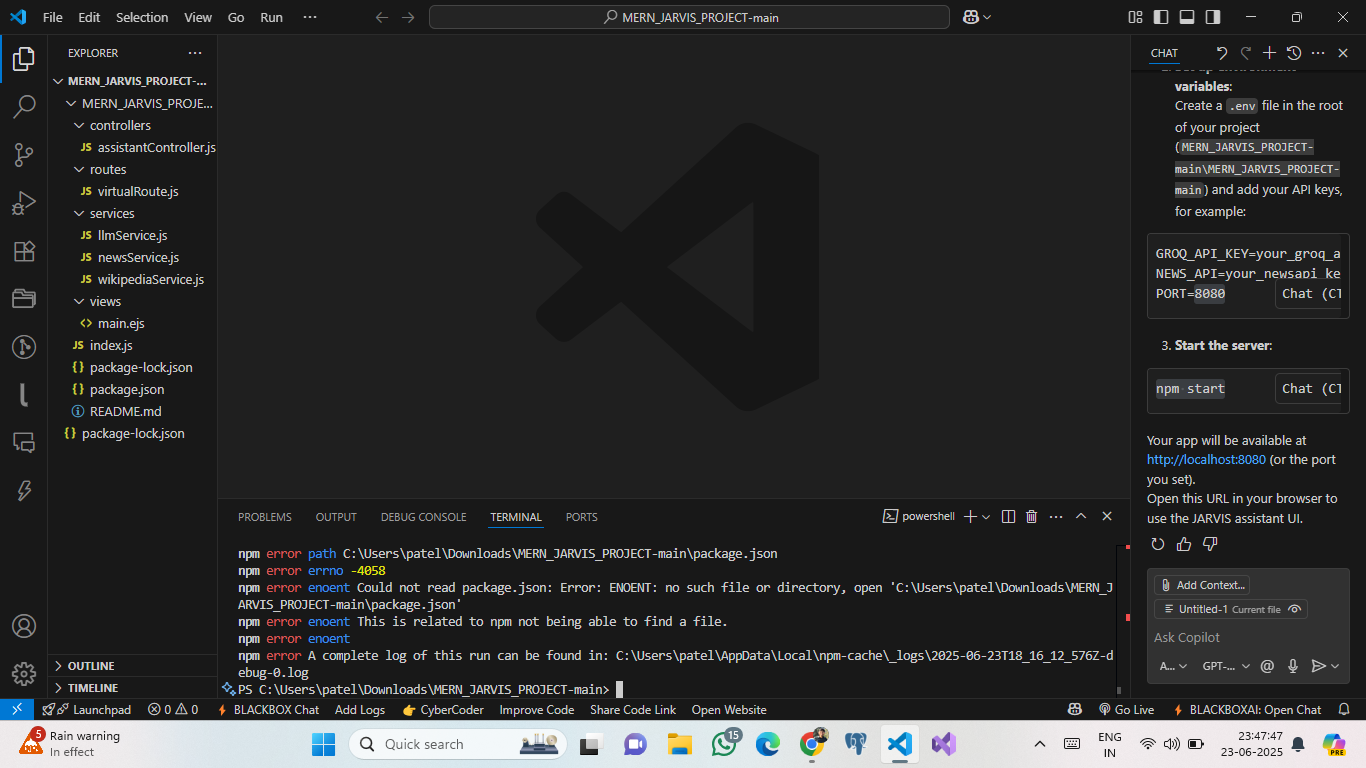 File Edit Selection View Go Run ···
MERN_JARVIS_PROJECT-main
EXPLORER
MERN_JARVIS_PROJECT-...
MERN_JARVIS_PROJE...
controllers
JS assistantController.js
routes
JS virtualRoute.js
services
JS llmService.js
JS newsService.js
JS wikipediaService.js
views
<> main.ejs
JS index.js
{} package-lock.json
{} package.json
README.md
{} package-lock.json
OUTLINE
TIMELINE
PROBLEMS OUTPUT DEBUG CONSOLE TERMINAL PORTS
powershell
npm error path C:\Users\patel\Downloads\MERN_JARVIS_PROJECT-main\package.json
npm error errno -4058
npm error enoent Could not read package.json: Error: ENOENT: no such file or directory, open 'C:\Users\patel\Downloads\MERN_J
ARVIS_PROJECT-main\package.json'
npm error enoent This is related to npm not being able to find a file.
npm error enoent
npm error A complete log of this run can be found in: C:\Users\patel\AppData\Local\npm-cache\_logs\2025-06-23T18_16_12_576Z-d
ebug-0.log
PS C:\Users\patel\Downloads\MERN_JARVIS_PROJECT-main>
CHAT
variables:
Create a .env file in the root
of your project
(MERN_JARVIS_PROJECT-
main\MERN_JARVIS_PROJECT-
main) and add your API keys,
for example:
GROQ_API_KEY=your_groq_a
NEWS_API=your_newsapi_ke
PORT=8080
Chat (CT
3. Start the server:
npm start
Chat (CT
Your app will be available at
http://localhost:8080 (or the port
you set).
Open this URL in your browser to
use the JARVIS assistant UI.
Add Context...
Untitled-1 Current file
Ask Copilot
A... GPT-...
Launchpad 0 0 BLACKBOX Chat Add Logs CyberCoder Improve Code Share Code Link Open Website Go Live BLACKBOXAI: Open Chat
5
Rain warning
In effect
Quick search
15
PRE
ENG
IN
23:47:47
23-06-2025